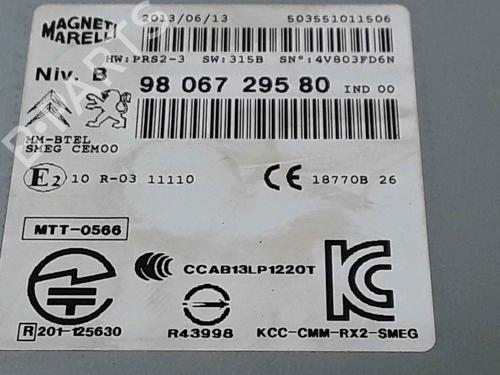 MAGNETI
MARELLI
2013/06/13 503551011506
HW:PRS2-3 SW:315B SN°:4V803FD6N
Niv. B
98 067 295 80 IND 00
MM-BTEL
SMEG CEM00
E2 10 R-03 11110
CE 18770B 26
MTT-0566
CCAB13LP1220T
R 201-125630
R43998
KC
KCC-CMM-RX2-SMEG
B-PARTS